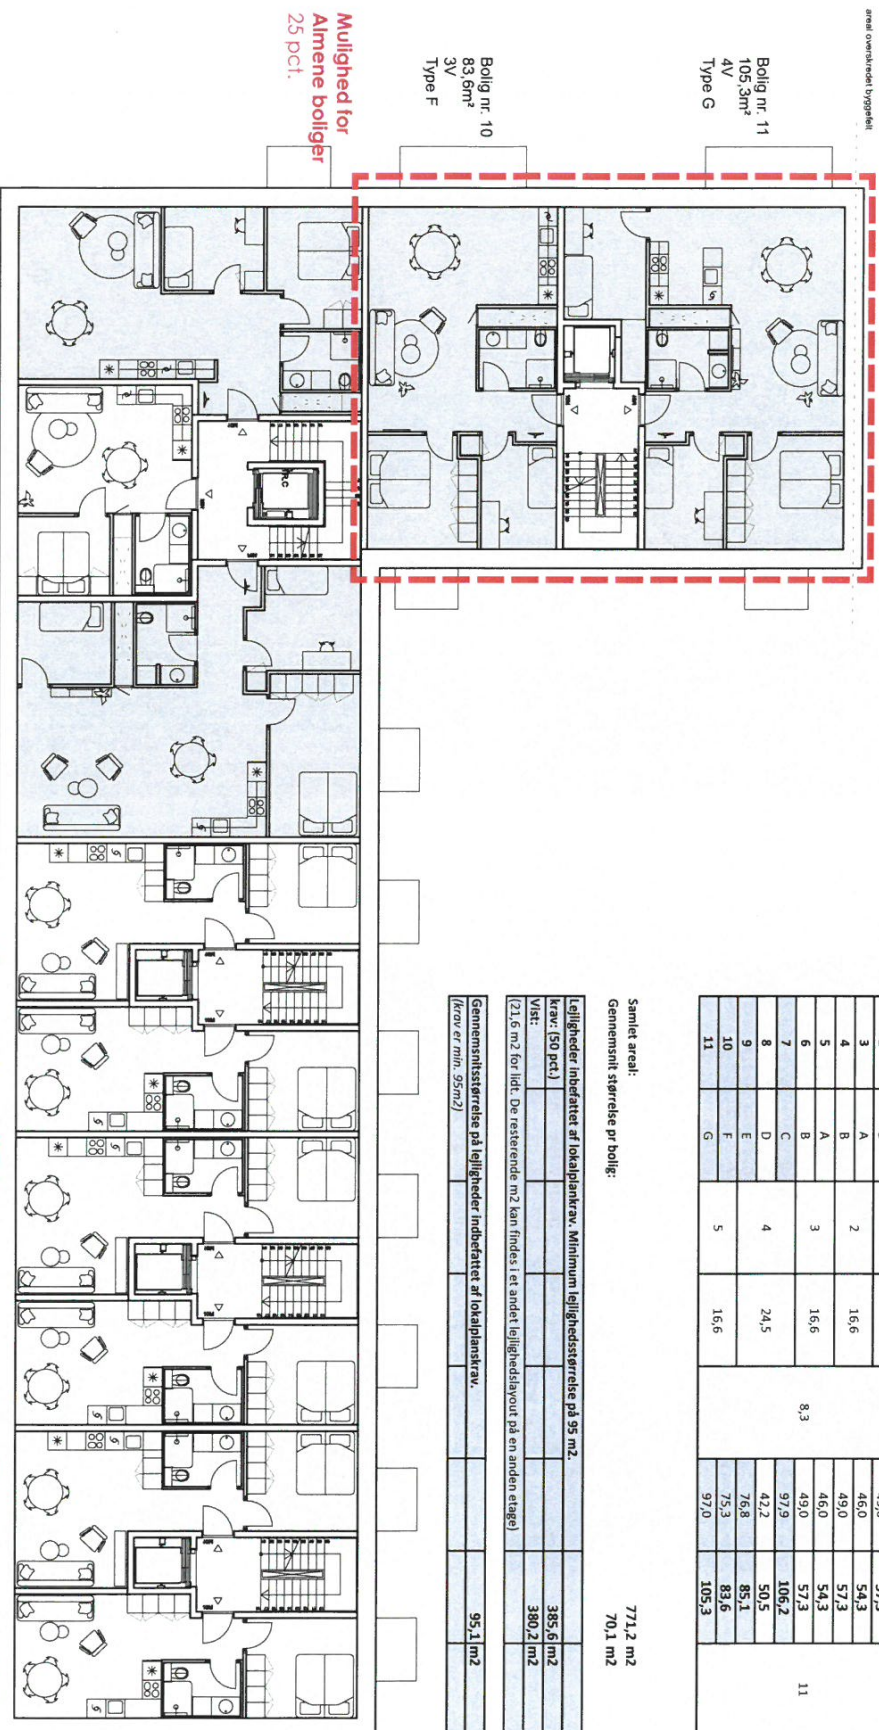 areal overskredet byggefelt
Bolig nr. 11
105,3m²
4V
Type G
Bolig nr. 10
83,6m²
3V
Type F
Mulighed for
Almene boliger
25 pct.
3 A 2 16,6 46,0 54,3
4 B 49,0 57,3
5 A 3 16,6 46,0 54,3
6 B 8,3 49,0 57,3 11
7 C 97,9 106,2
8 D 4 24,5 42,2 50,5
9 E 76,8 85,1
10 F 5 16,6 75,3 83,6
11 G 97,0 105,3
Samlet areal: 771,2 m2
Gennemsnit størrelse pr bolig: 70,1 m2
Lejligheder inbefattet af lokalplankrav. Minimum lejlighedsstørrelse på 95 m2.
krav: (50 pct.) 385,6 m2
Vist: 380,2 m2
(21,6 m2 for lidt. De resterende m2 kan findes i et andet lejlighedslayout på en anden etage)
Gennemsnitsstørrelse på lejligheder indbefattet af lokalplanskrav.
(krav er min. 95m2) 95,1 m2